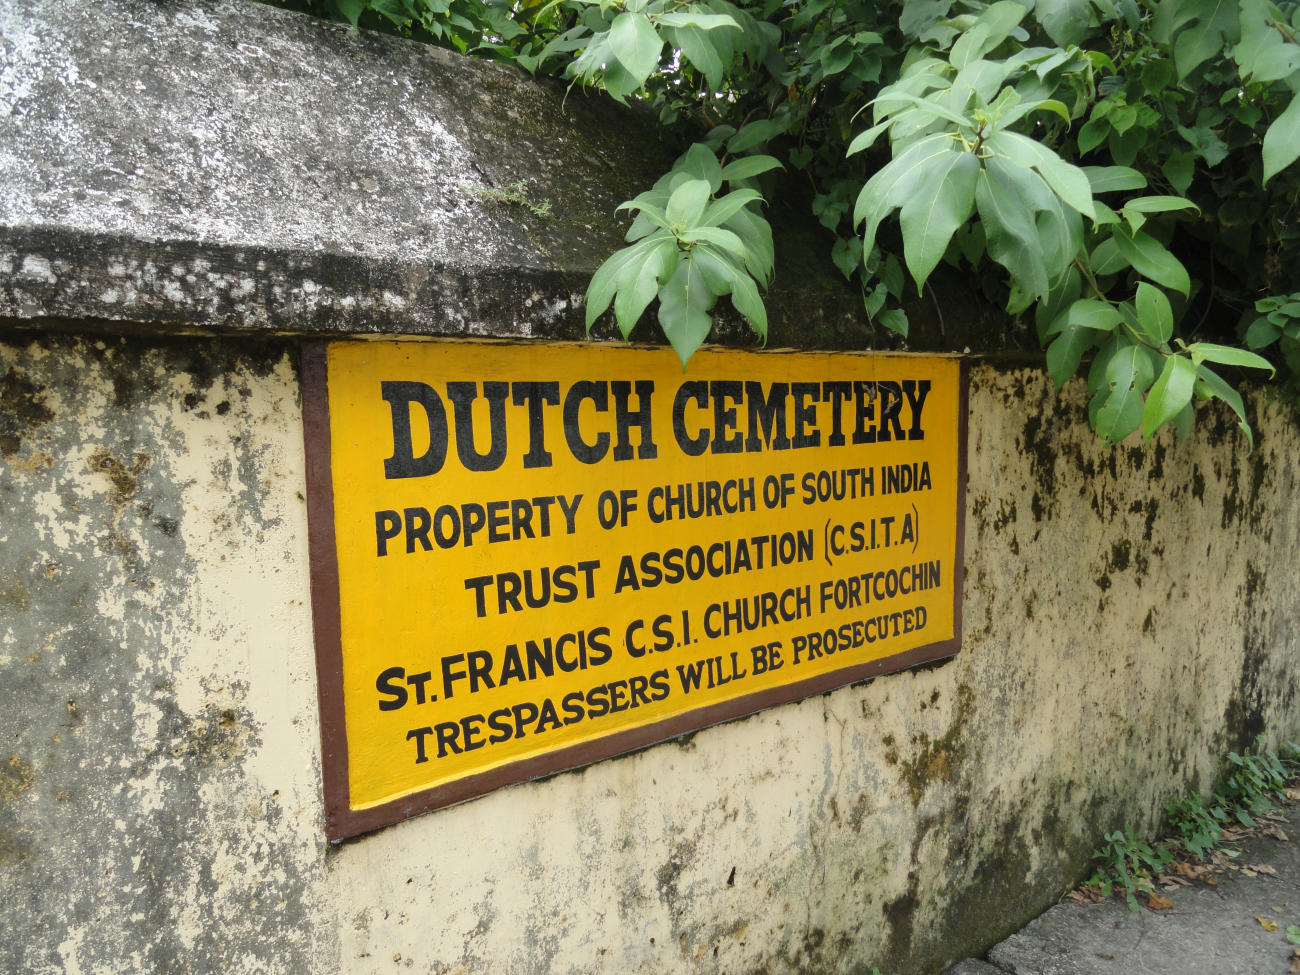 DUTCH CEMETERY
PROPERTY OF CHURCH OF SOUTH INDIA
TRUST ASSOCIATION (C.S.I.T.A)
ST. FRANCIS C.S.I. CHURCH FORTCOCHIN
TRESPASSERS WILL BE PROSECUTED